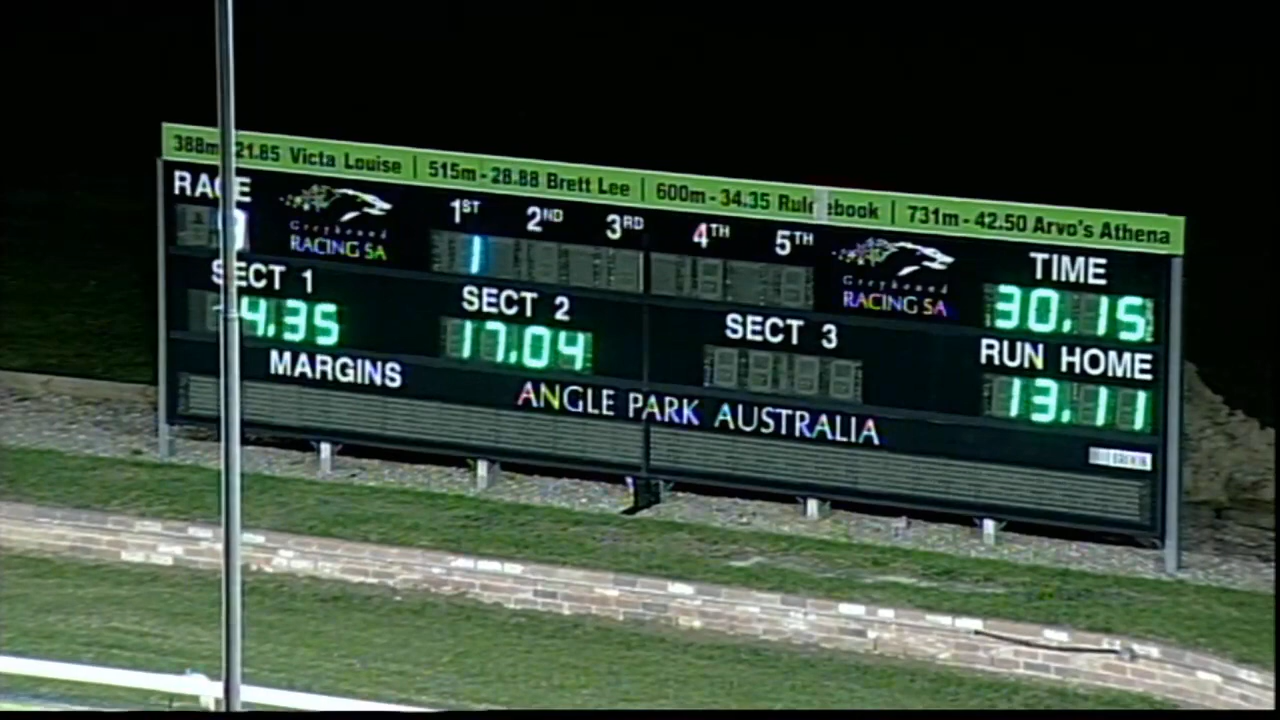 388m 21.85 Victa Louise | 515m - 28.88 Brett Lee | 600m - 34.35 Rulebook | 731m - 42.50 Arvo's Athena
RACE
Greyhound
RACING SA
1ST 2ND 3RD 4TH 5TH
1
Greyhound
RACING SA
TIME
30.15
SECT 1
4.35
SECT 2
17.04
SECT 3
RUN HOME
13.11
MARGINS
ANGLE PARK AUSTRALIA